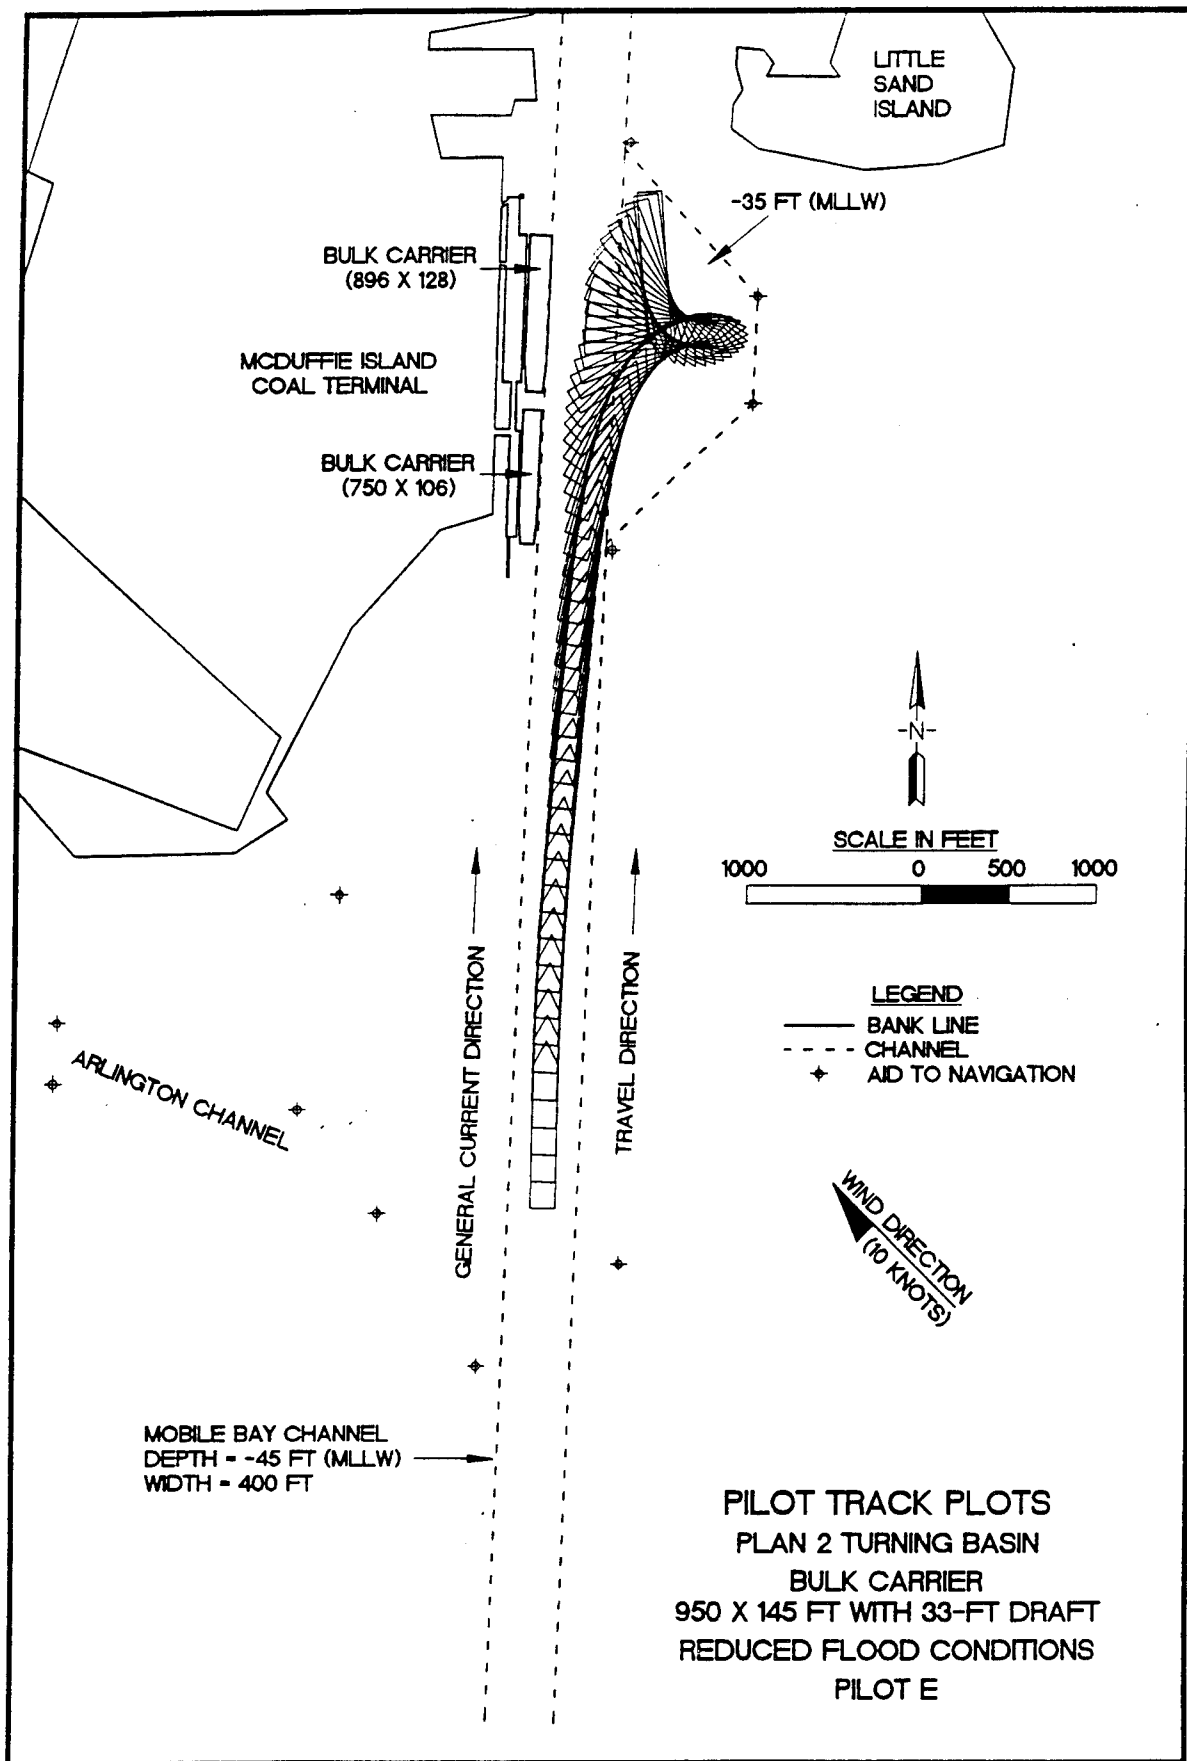 LITTLE
SAND
ISLAND
-35 FT (MLLW)
BULK CARRIER
(896 X 128)
MCDUFFIE ISLAND
COAL TERMINAL
BULK CARRIER
(750 X 106)
-N-
SCALE IN FEET
1000 0 500 1000
GENERAL CURRENT DIRECTION
TRAVEL DIRECTION
LEGEND
BANK LINE
CHANNEL
AID TO NAVIGATION
ARLINGTON CHANNEL
WIND DIRECTION
(10 KNOTS)
MOBILE BAY CHANNEL
DEPTH = -45 FT (MLLW)
WIDTH = 400 FT
PILOT TRACK PLOTS
PLAN 2 TURNING BASIN
BULK CARRIER
950 X 145 FT WITH 33-FT DRAFT
REDUCED FLOOD CONDITIONS
PILOT E